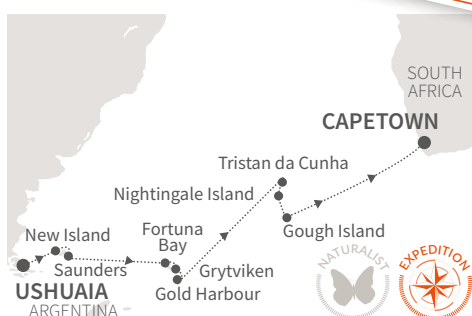 SOUTH
AFRICA
CAPETOWN
Tristan da Cunha
Nightingale Island
Gough Island
New Island
Saunders
Fortuna
Bay
Grytviken
Gold Harbour
USHUAIA
ARGENTINA
NATURALIST
EXPEDITION